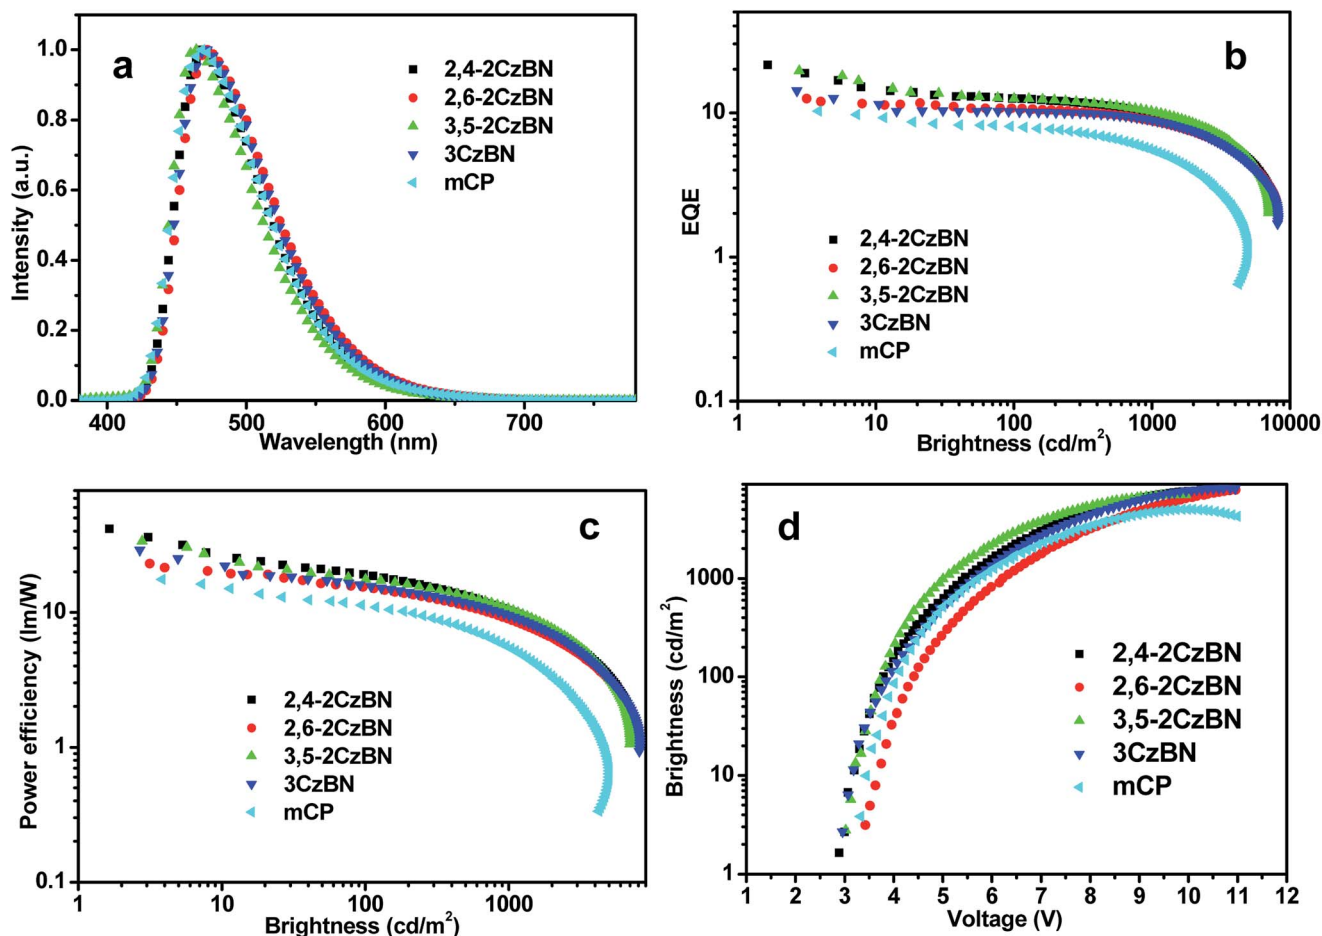 a
1.0
0.8
0.6
0.4
0.2
0.0
Intensity (a.u.)
2,4-2CzBN
2,6-2CzBN
3,5-2CzBN
3CzBN
mCP
400 500 600 700
Wavelength (nm)
b
10
1
0.1
EQE
2,4-2CzBN
2,6-2CzBN
3,5-2CzBN
3CzBN
mCP
1 10 100 1000 10000
Brightness (cd/m²)
c
10
1
0.1
Power efficiency (lm/W)
2,4-2CzBN
2,6-2CzBN
3,5-2CzBN
3CzBN
mCP
1 10 100 1000
Brightness (cd/m²)
d
1000
100
10
1
Brightness (cd/m²)
2,4-2CzBN
2,6-2CzBN
3,5-2CzBN
3CzBN
mCP
1 2 3 4 5 6 7 8 9 10 11 12
Voltage (V)